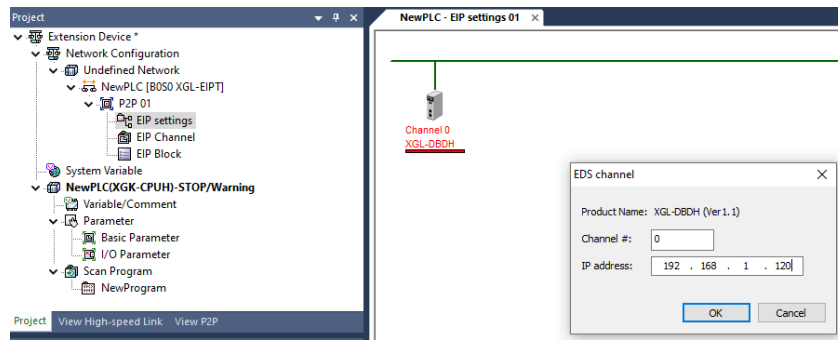 Project
Extension Device *
Network Configuration
Undefined Network
NewPLC [B0S0 XGL-EIPT]
P2P 01
EIP settings
EIP Channel
EIP Block
System Variable
NewPLC(XGK-CPUH)-STOP/Warning
Variable/Comment
Parameter
Basic Parameter
I/O Parameter
Scan Program
NewProgram
Project View High-speed Link View P2P
NewPLC - EIP settings 01
Channel 0
XGL-DBDH
EDS channel
Product Name: XGL-DBDH (Ver1.1)
Channel #: 0
IP address: 192 . 168 . 1 . 120
OK Cancel